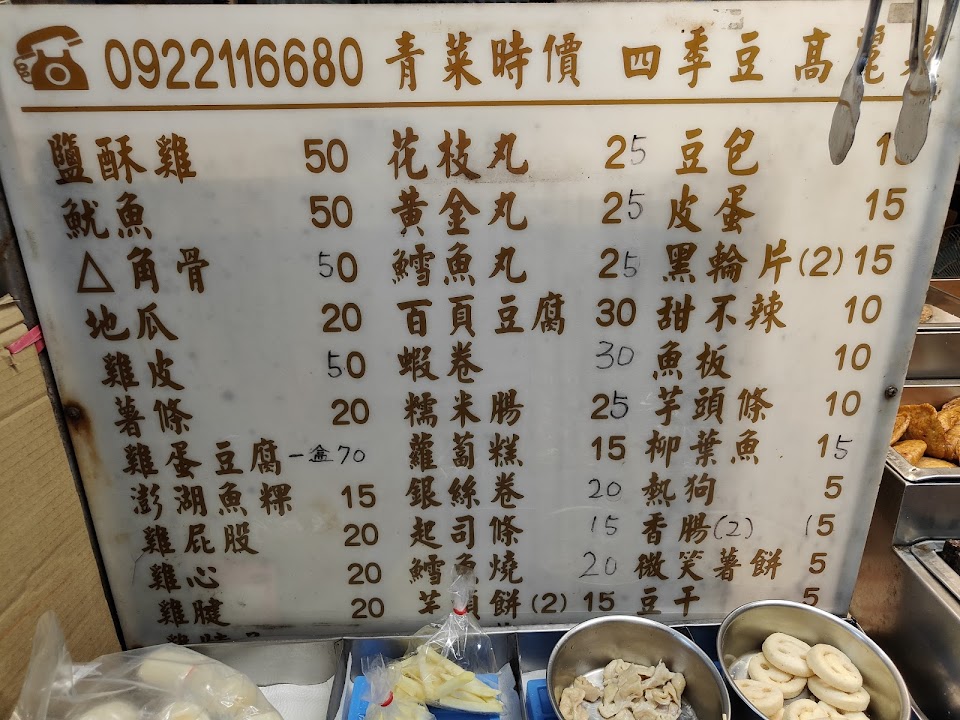 0922116680 青菜時價 四季豆 高麗菜
鹽酥雞 50
魷魚 50
△角骨 50
地瓜 20
雞皮 50
薯條 20
雞蛋豆腐一盒70
澎湖魚粿 15
雞屁股 20
雞心 20
雞腱 20
花枝丸 25
黃金丸 25
鱈魚丸 25
百頁豆腐 30
蝦卷 30
糯米腸 25
蘿蔔糕 15
銀絲卷 20
起司條 15
鱈魚燒 20
芋頭餅(2) 15
豆包
皮蛋 15
黑輪片(2) 15
甜不辣 10
魚板 10
芋頭條 10
柳葉魚 15
熱狗 5
香腸(2) 15
微笑薯餅 5
豆干 5